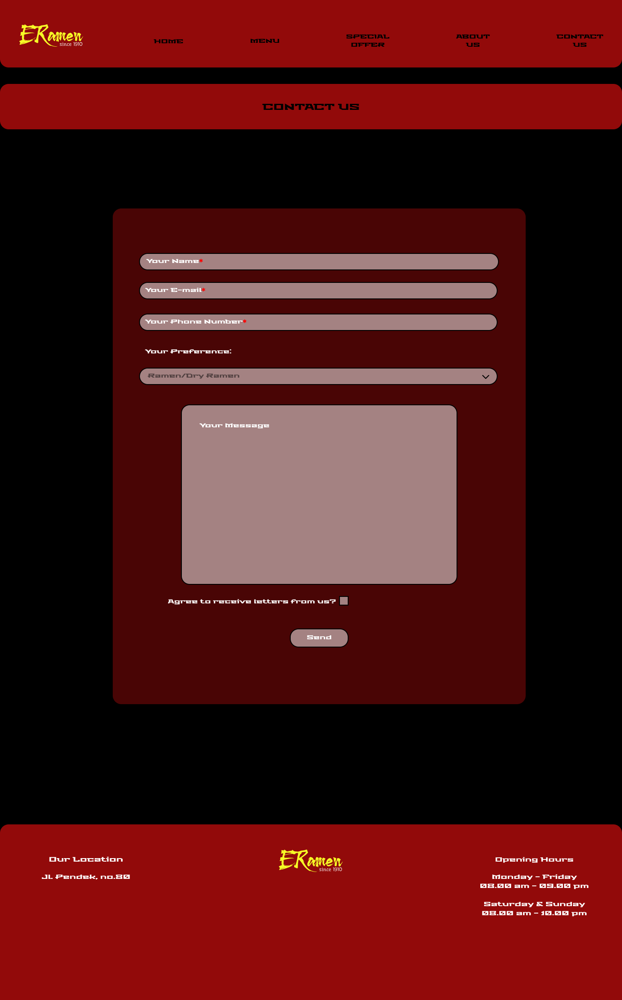 ERamen
since 1910
HOME
MENU
SPECIAL
OFFER
ABOUT
US
CONTACT
US
CONTACT US
Your Name*
Your E-mail*
Your Phone Number*
Your Preference:
Ramen/Dry Ramen
Your Message
Agree to receive letters from us?
Send
Our Location
Jl. Pendek, no.80
ERamen
since 1910
Opening Hours
Monday - Friday
08.00 am - 09.00 pm
Saturday & Sunday
08.00 am - 10.00 pm